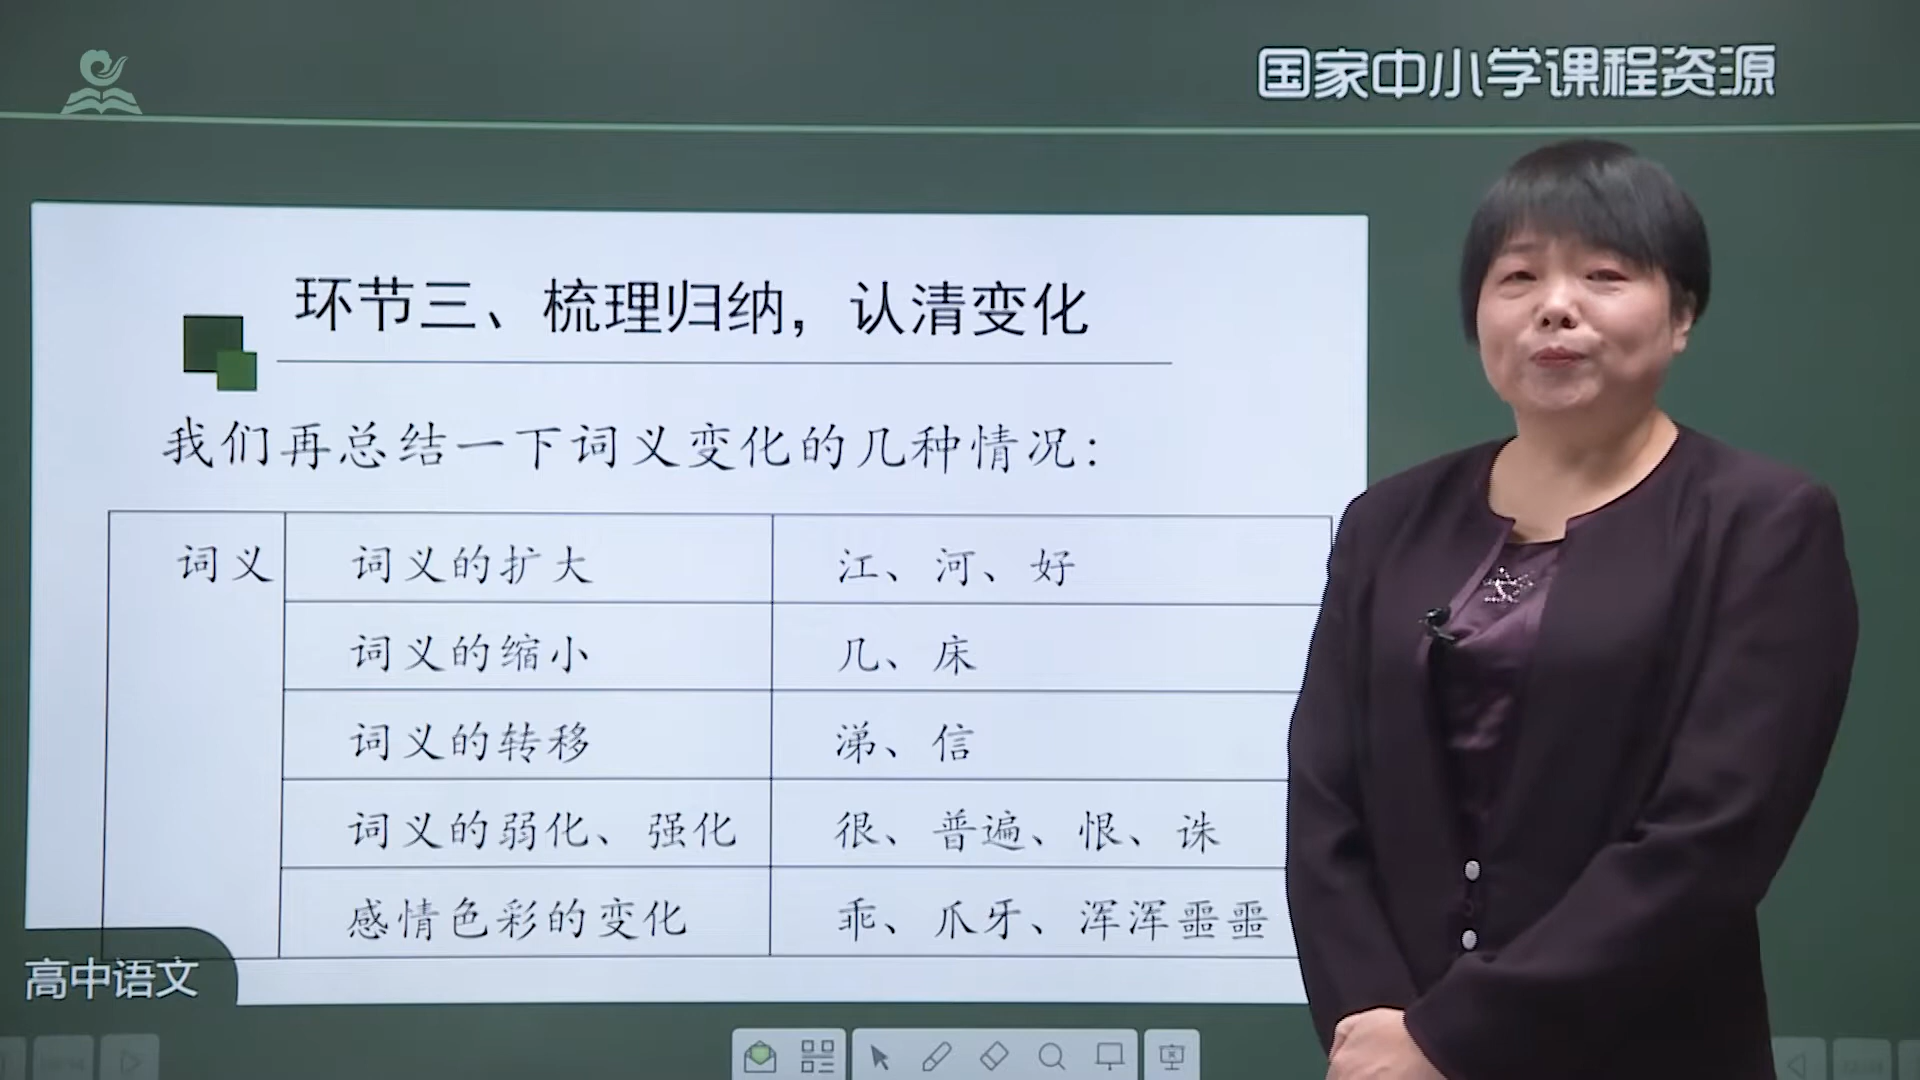 国家中小学课程资源
环节三、梳理归纳，认清变化
我们再总结一下词义变化的几种情况：
词义
词义的扩大
江、河、好
词义的缩小
几、床
词义的转移
涕、信
词义的弱化、强化
很、普遍、恨、诛
感情色彩的变化
乖、爪牙、浑浑噩噩
高中语文